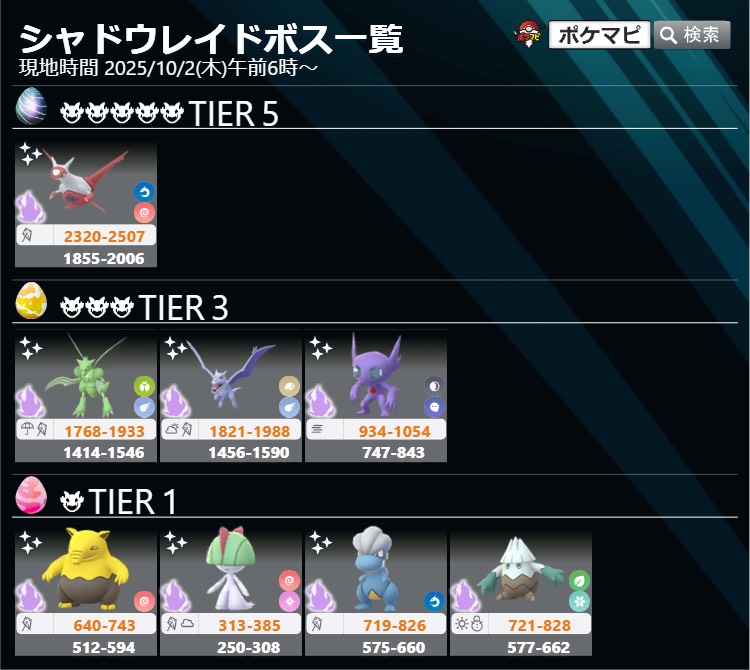 シャドウレイドボス一覧
ポケマピ 検索
現地時間 2025/10/2(木)午前6時〜
TIER 5
2320-2507
1855-2006
TIER 3
1768-1933 1821-1988 934-1054
1414-1546 1456-1590 747-843
TIER 1
640-743 313-385 719-826 721-828
512-594 250-308 575-660 577-662